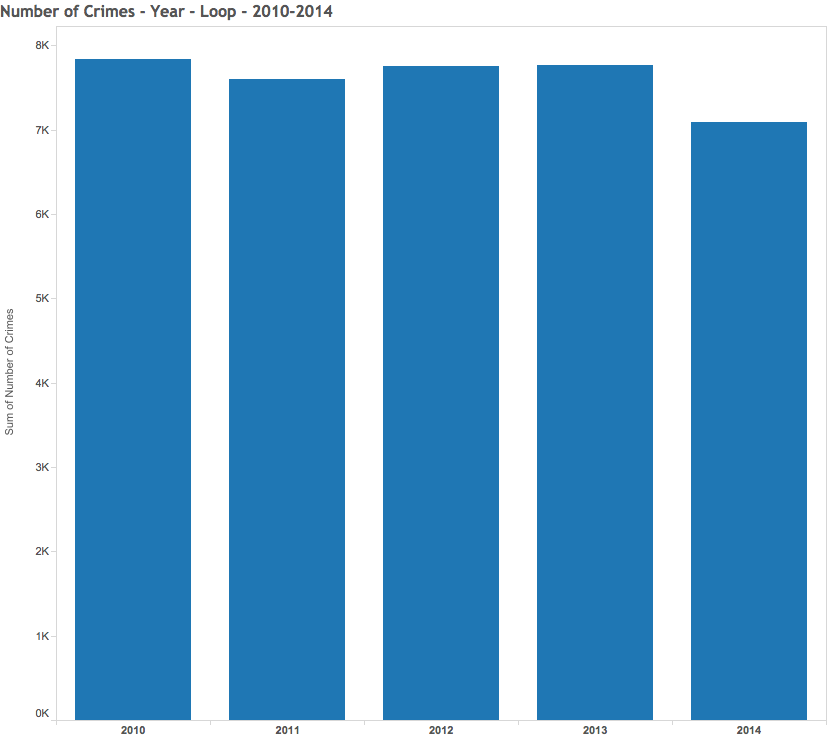 Number of Crimes - Year - Loop - 2010-2014
8K
7K
6K
5K
4K
3K
2K
1K
0K
Sum of Number of Crimes
2010 2011 2012 2013 2014